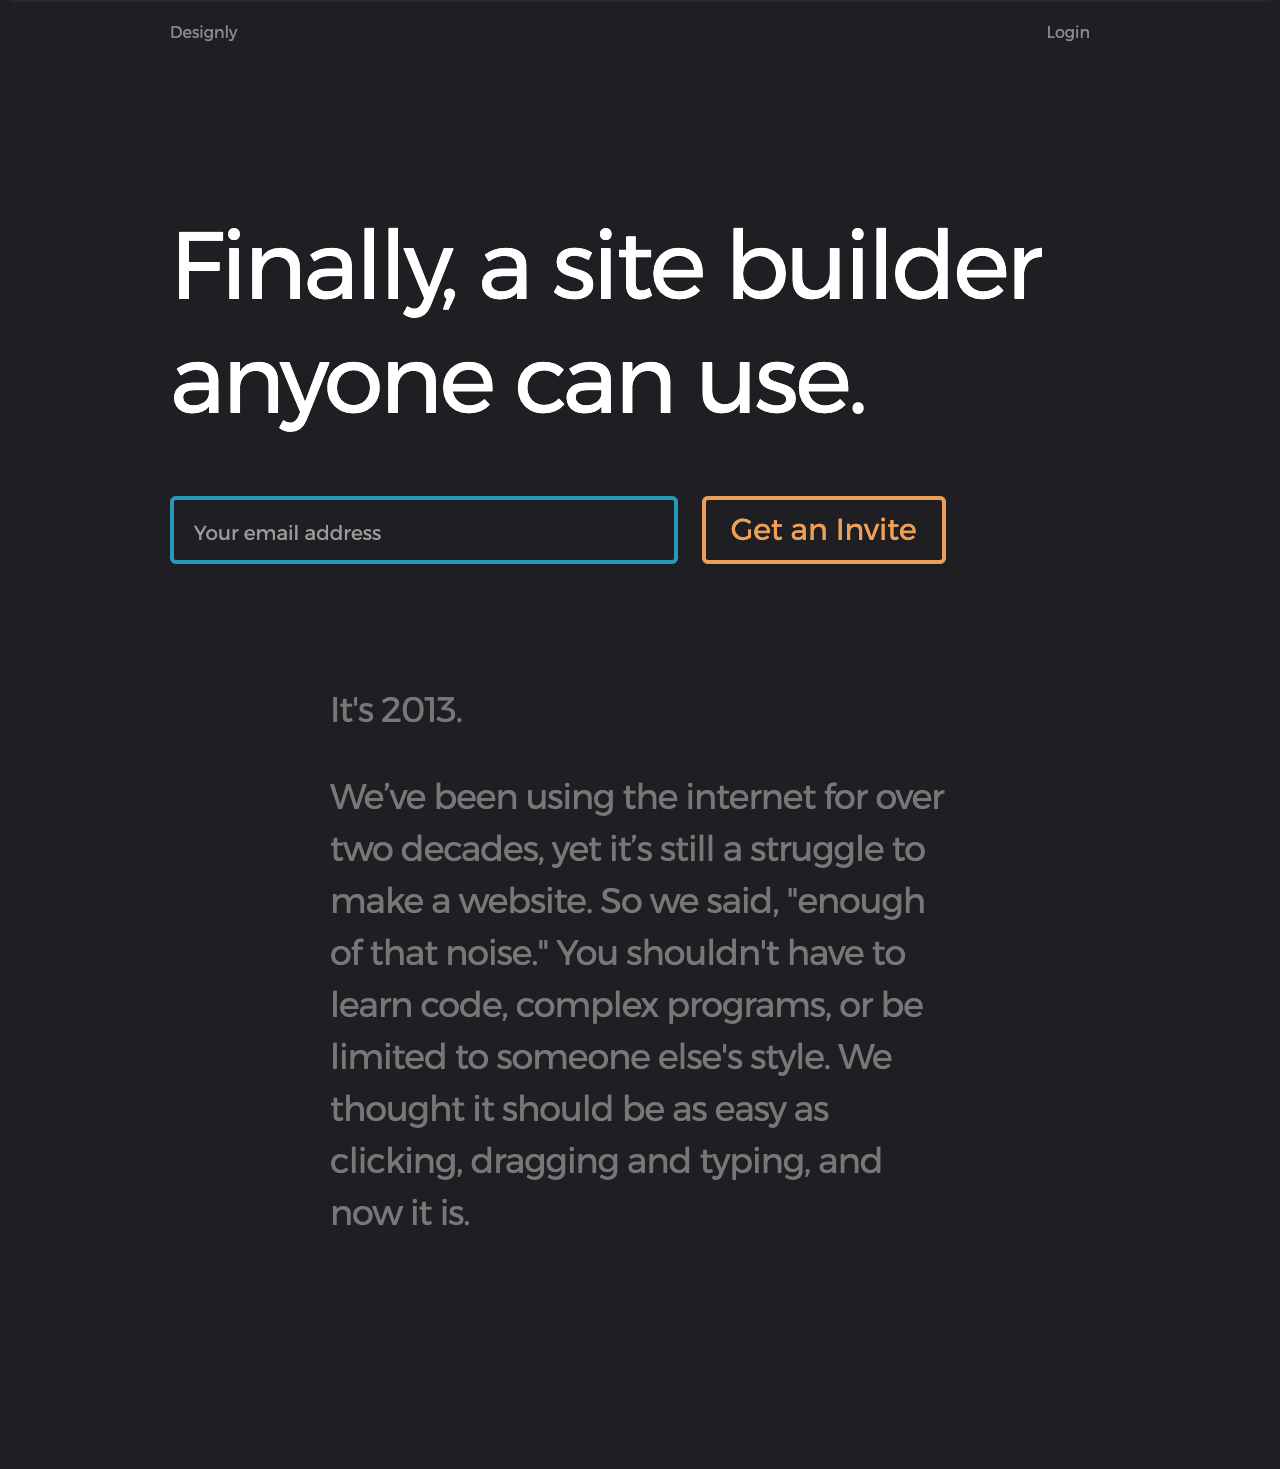 Designly
Login
Finally, a site builder
anyone can use.
Your email address
Get an Invite
It's 2013.
We’ve been using the internet for over
two decades, yet it’s still a struggle to
make a website. So we said, "enough
of that noise." You shouldn't have to
learn code, complex programs, or be
limited to someone else's style. We
thought it should be as easy as
clicking, dragging and typing, and
now it is.